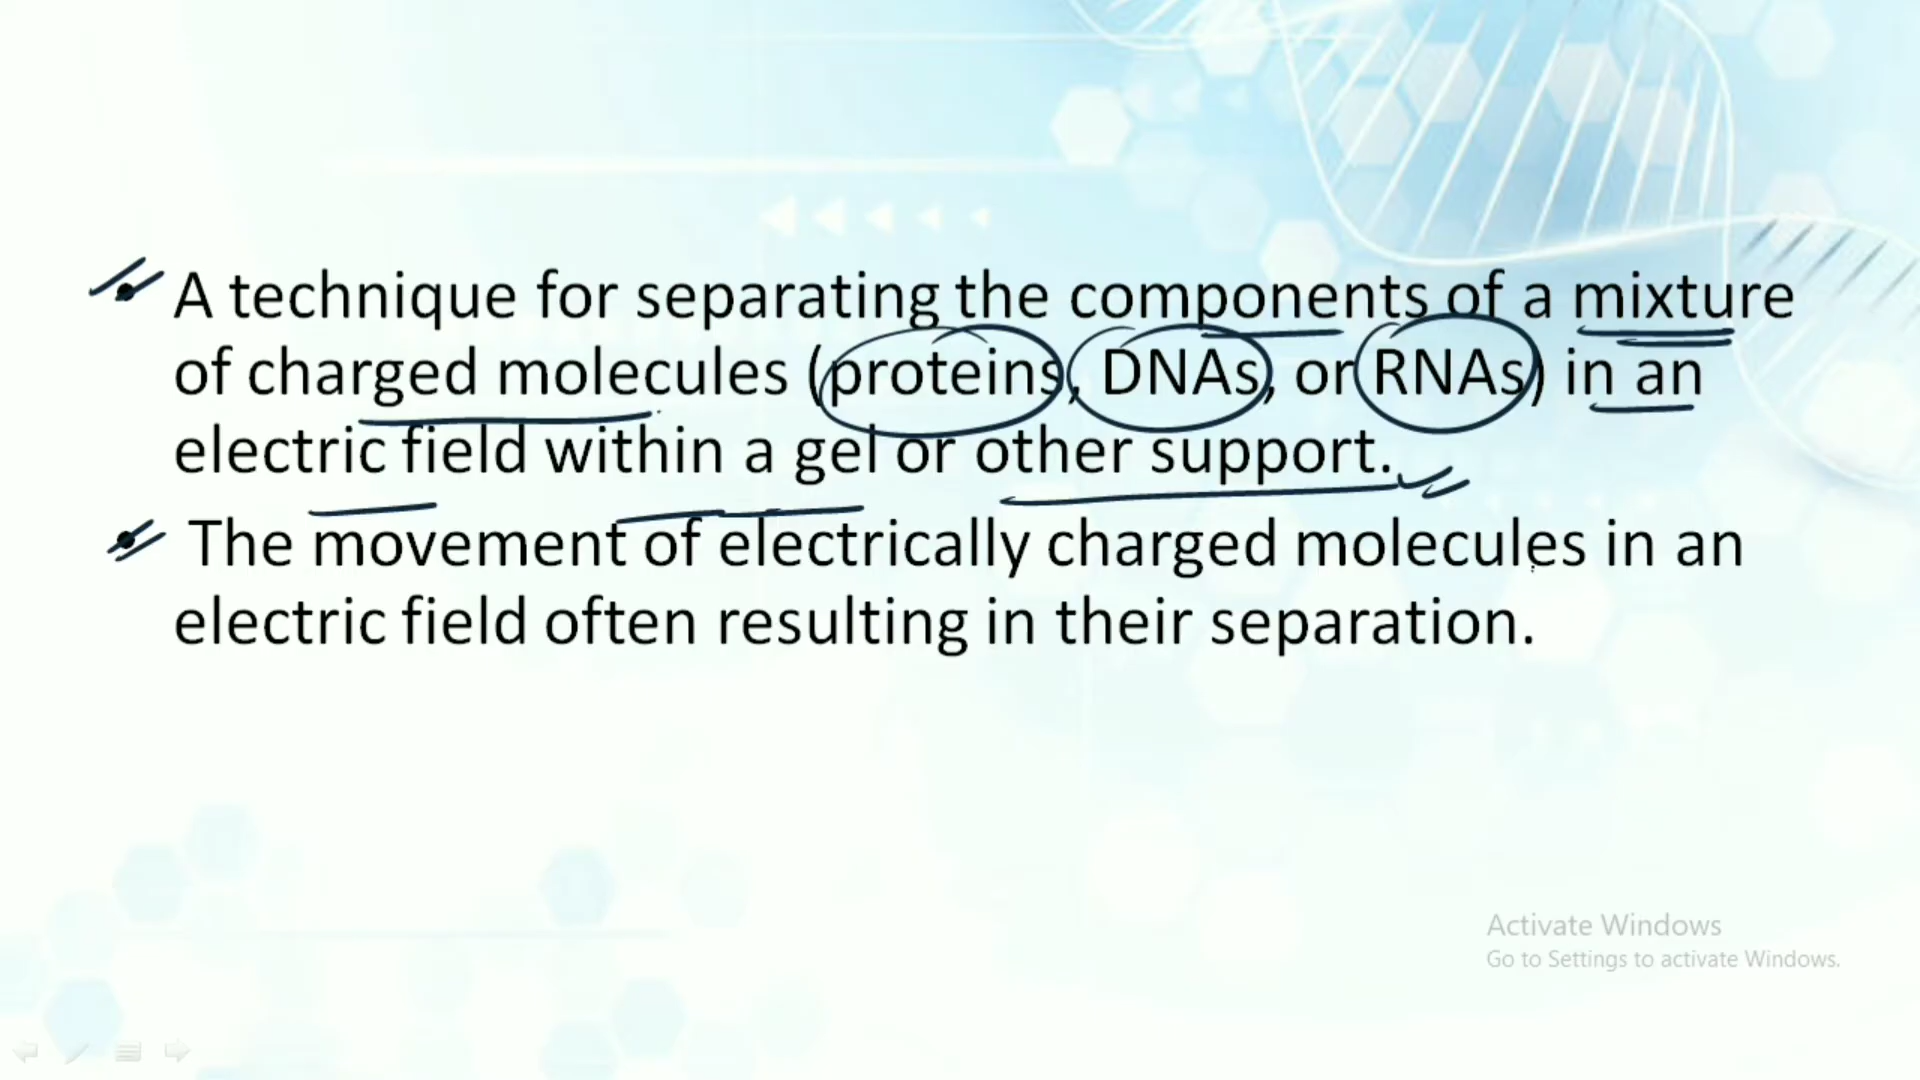 A technique for separating the components of a mixture
of charged molecules (proteins, DNAs, or RNAs) in an
electric field within a gel or other support.
The movement of electrically charged molecules in an
electric field often resulting in their separation.
Activate Windows
Go to Settings to activate Windows.